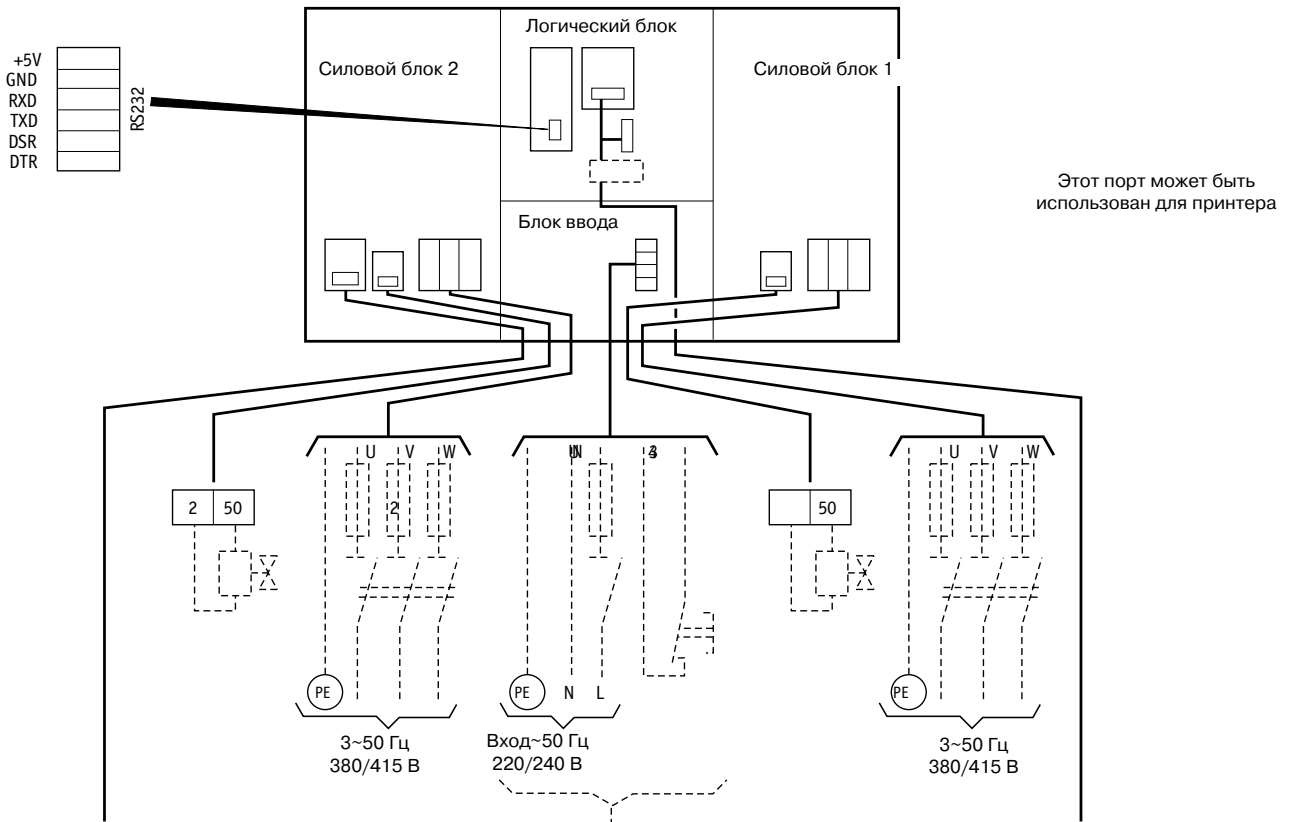 Логический блок
Силовой блок 2
Силовой блок 1
+5V
GND
RXD
TXD
DSR
DTR
RS232
Этот порт может быть
использован для принтера
Блок ввода
U V W
U V W
2 50
2
50
PE
PE N L
PE
3~50 Гц
380/415 В
Вход~50 Гц
220/240 В
3~50 Гц
380/415 В